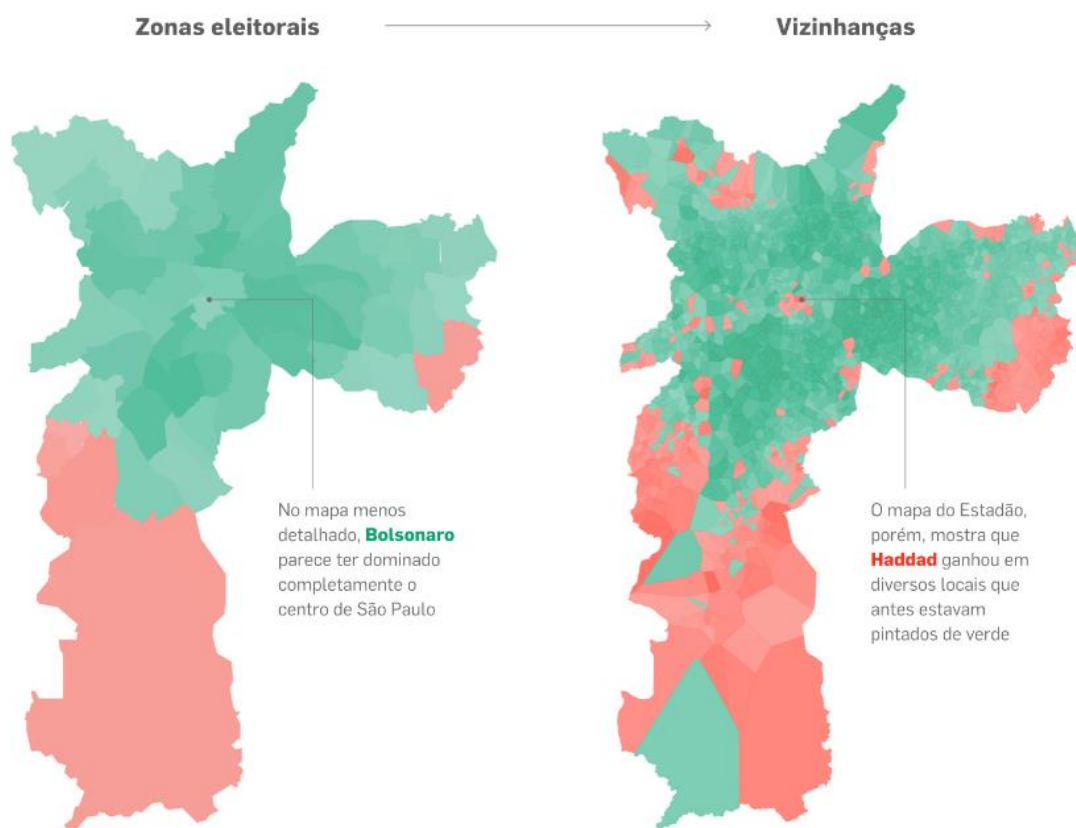 Zonas eleitorais
Vizinhanças
No mapa menos
detalhado, Bolsonaro
parece ter dominado
completamente o
centro de São Paulo
O mapa do Estadão,
porém, mostra que
Haddad ganhou em
diversos locais que
antes estavam
pintados de verde